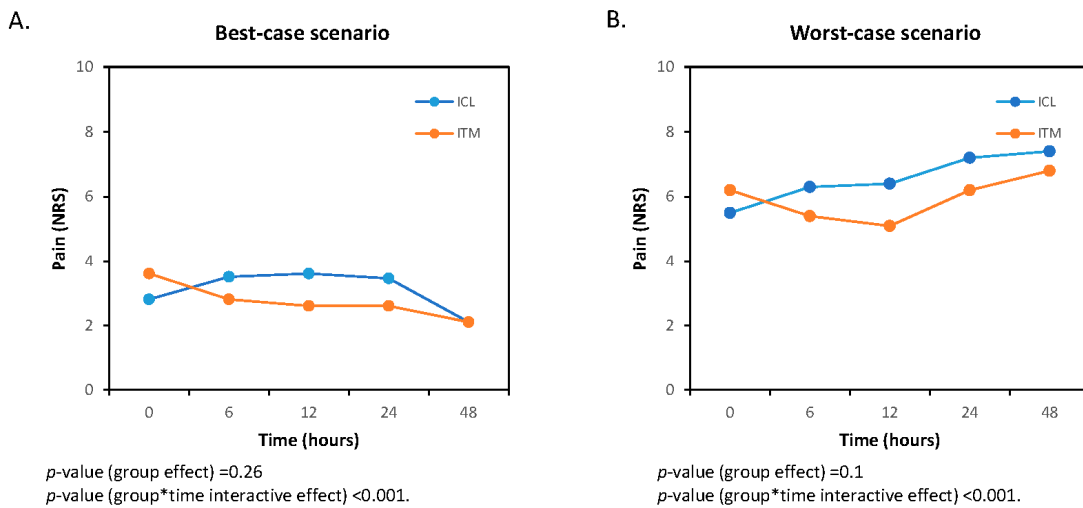 A.
Best-case scenario
10
8
6
4
2
0
Pain (NRS)
ICL
ITM
0 6 12 24 48
Time (hours)
p-value (group effect) =0.26
p-value (group*time interactive effect) <0.001.
B.
Worst-case scenario
10
8
6
4
2
0
Pain (NRS)
ICL
ITM
0 6 12 24 48
Time (hours)
p-value (group effect) =0.1
p-value (group*time interactive effect) <0.001.